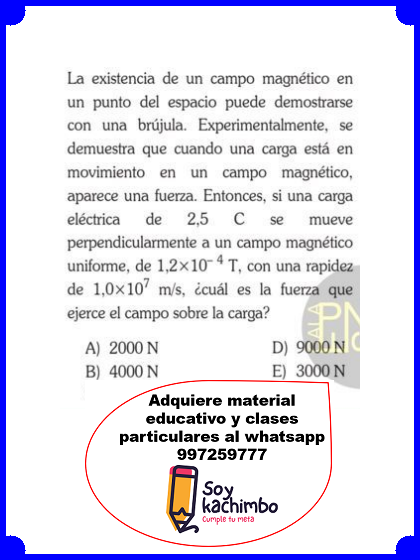 La existencia de un campo magnético en
un punto del espacio puede demostrarse
con una brújula. Experimentalmente, se
demuestra que cuando una carga está en
movimiento en un campo magnético,
aparece una fuerza. Entonces, si una carga
eléctrica de 2,5 C se mueve
perpendicularmente a un campo magnético
uniforme, de 1,2×10⁻⁴ T, con una rapidez
de 1,0×10⁷ m/s, ¿cuál es la fuerza que
ejerce el campo sobre la carga?
A) 2000 N D) 9000 N
B) 4000 N E) 3000 N
Adquiere material
educativo y clases
particulares al whatsapp
997259777
Soy
kachimbo
Cumple tu meta